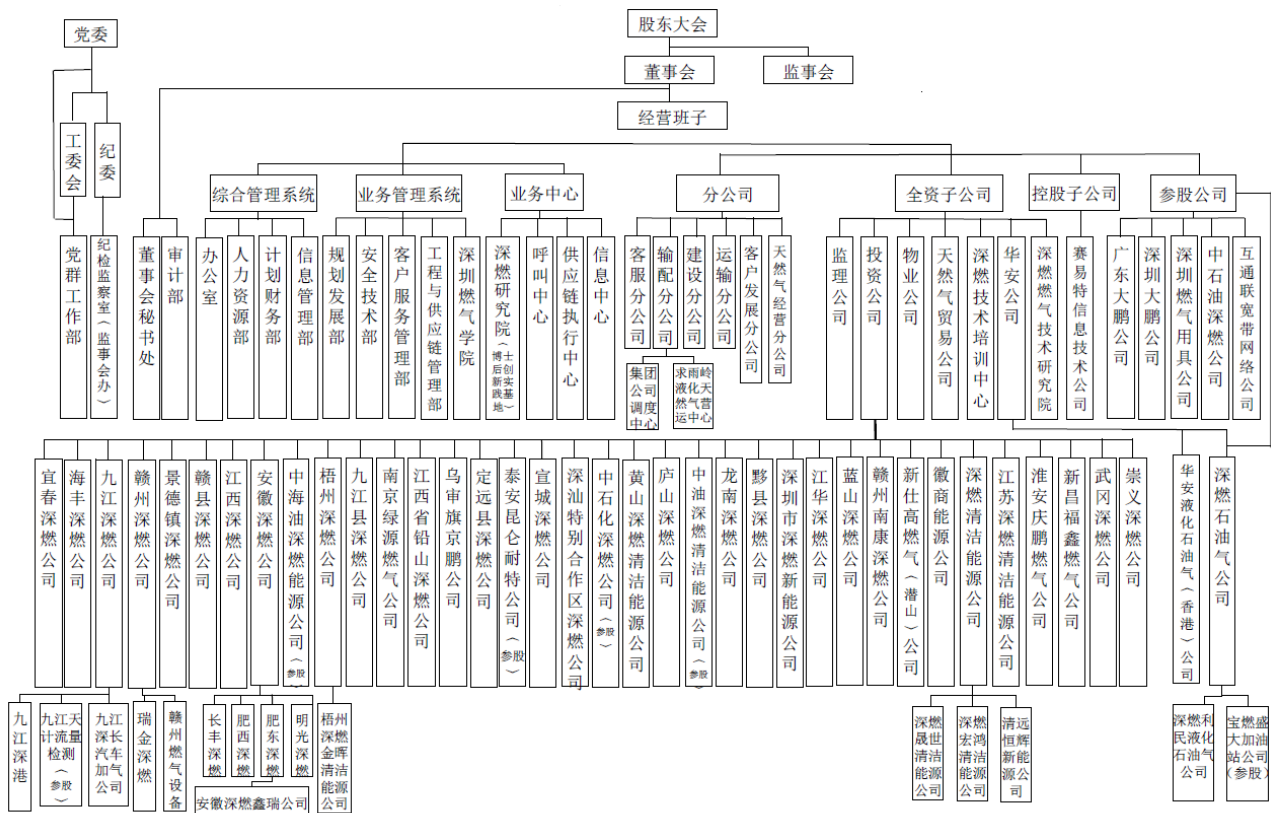 党委
股东大会
董事会
监事会
经营班子
工委会
纪委
综合管理系统
业务管理系统
业务中心
分公司
全资子公司
控股子公司
参股公司
党群工作部
纪检监察室（监事会办）
董事会秘书处
审计部
办公室
人力资源部
计划财务部
信息管理部
规划发展部
安全技术部
客户服务管理部
工程与供应链管理部
深圳燃气学院
深燃研究院（博士后创新实践基地）
呼叫中心
供应链执行中心
信息中心
客服分公司
输配分公司
建设分公司
运输分公司
客户发展分公司
天然气经营分公司
监理公司
投资公司
物业公司
天然气贸易公司
深燃技术培训中心
华安公司
深燃燃气技术研究院
赛易特信息技术公司
广东大鹏公司
深圳大鹏公司
深圳燃气用具公司
中石油深燃公司
互通联宽带网络公司
集团公司调度中心
求雨岭液化天然气营运中心
宜春深燃公司
海丰深燃公司
九江深燃公司
赣州深燃公司
景德镇深燃公司
赣县深燃公司
江西深燃公司
安徽深燃公司
中海油深燃能源公司（参股）
梧州深燃公司
九江县深燃公司
南京绿源燃气公司
江西省铅山深燃公司
乌审旗京鹏公司
定远县深燃公司
泰安昆仑耐特公司（参股）
宣城深燃公司
深汕特别合作区深燃公司
中石化深燃公司（参股）
黄山深燃清洁能源公司
庐山深燃公司
中油深燃清洁能源公司（参股）
龙南深燃公司
黟县深燃公司
深圳市深燃新能源公司
江华深燃公司
蓝山深燃公司
赣州南康深燃公司
新仕高燃气（潜山）公司
徽商能源公司
深燃清洁能源公司
江苏深燃清洁能源公司
淮安庆鹏燃气公司
新昌福鑫燃气公司
武冈深燃公司
崇义深燃公司
华安液化石油气（香港）公司
深燃石油气公司
九江深港
九江天计流量检测（参股）
九江深长汽车加气公司
瑞金深燃
赣州燃气设备
长丰深燃
肥西深燃
肥东深燃
明光深燃
安徽深燃鑫瑞公司
梧州深燃金晖清洁能源公司
深燃晟世清洁能源公司
深燃宏鸿清洁能源公司
清远恒辉新能源公司
深燃利民液化石油气公司
宝燃盛大加油站公司（参股）